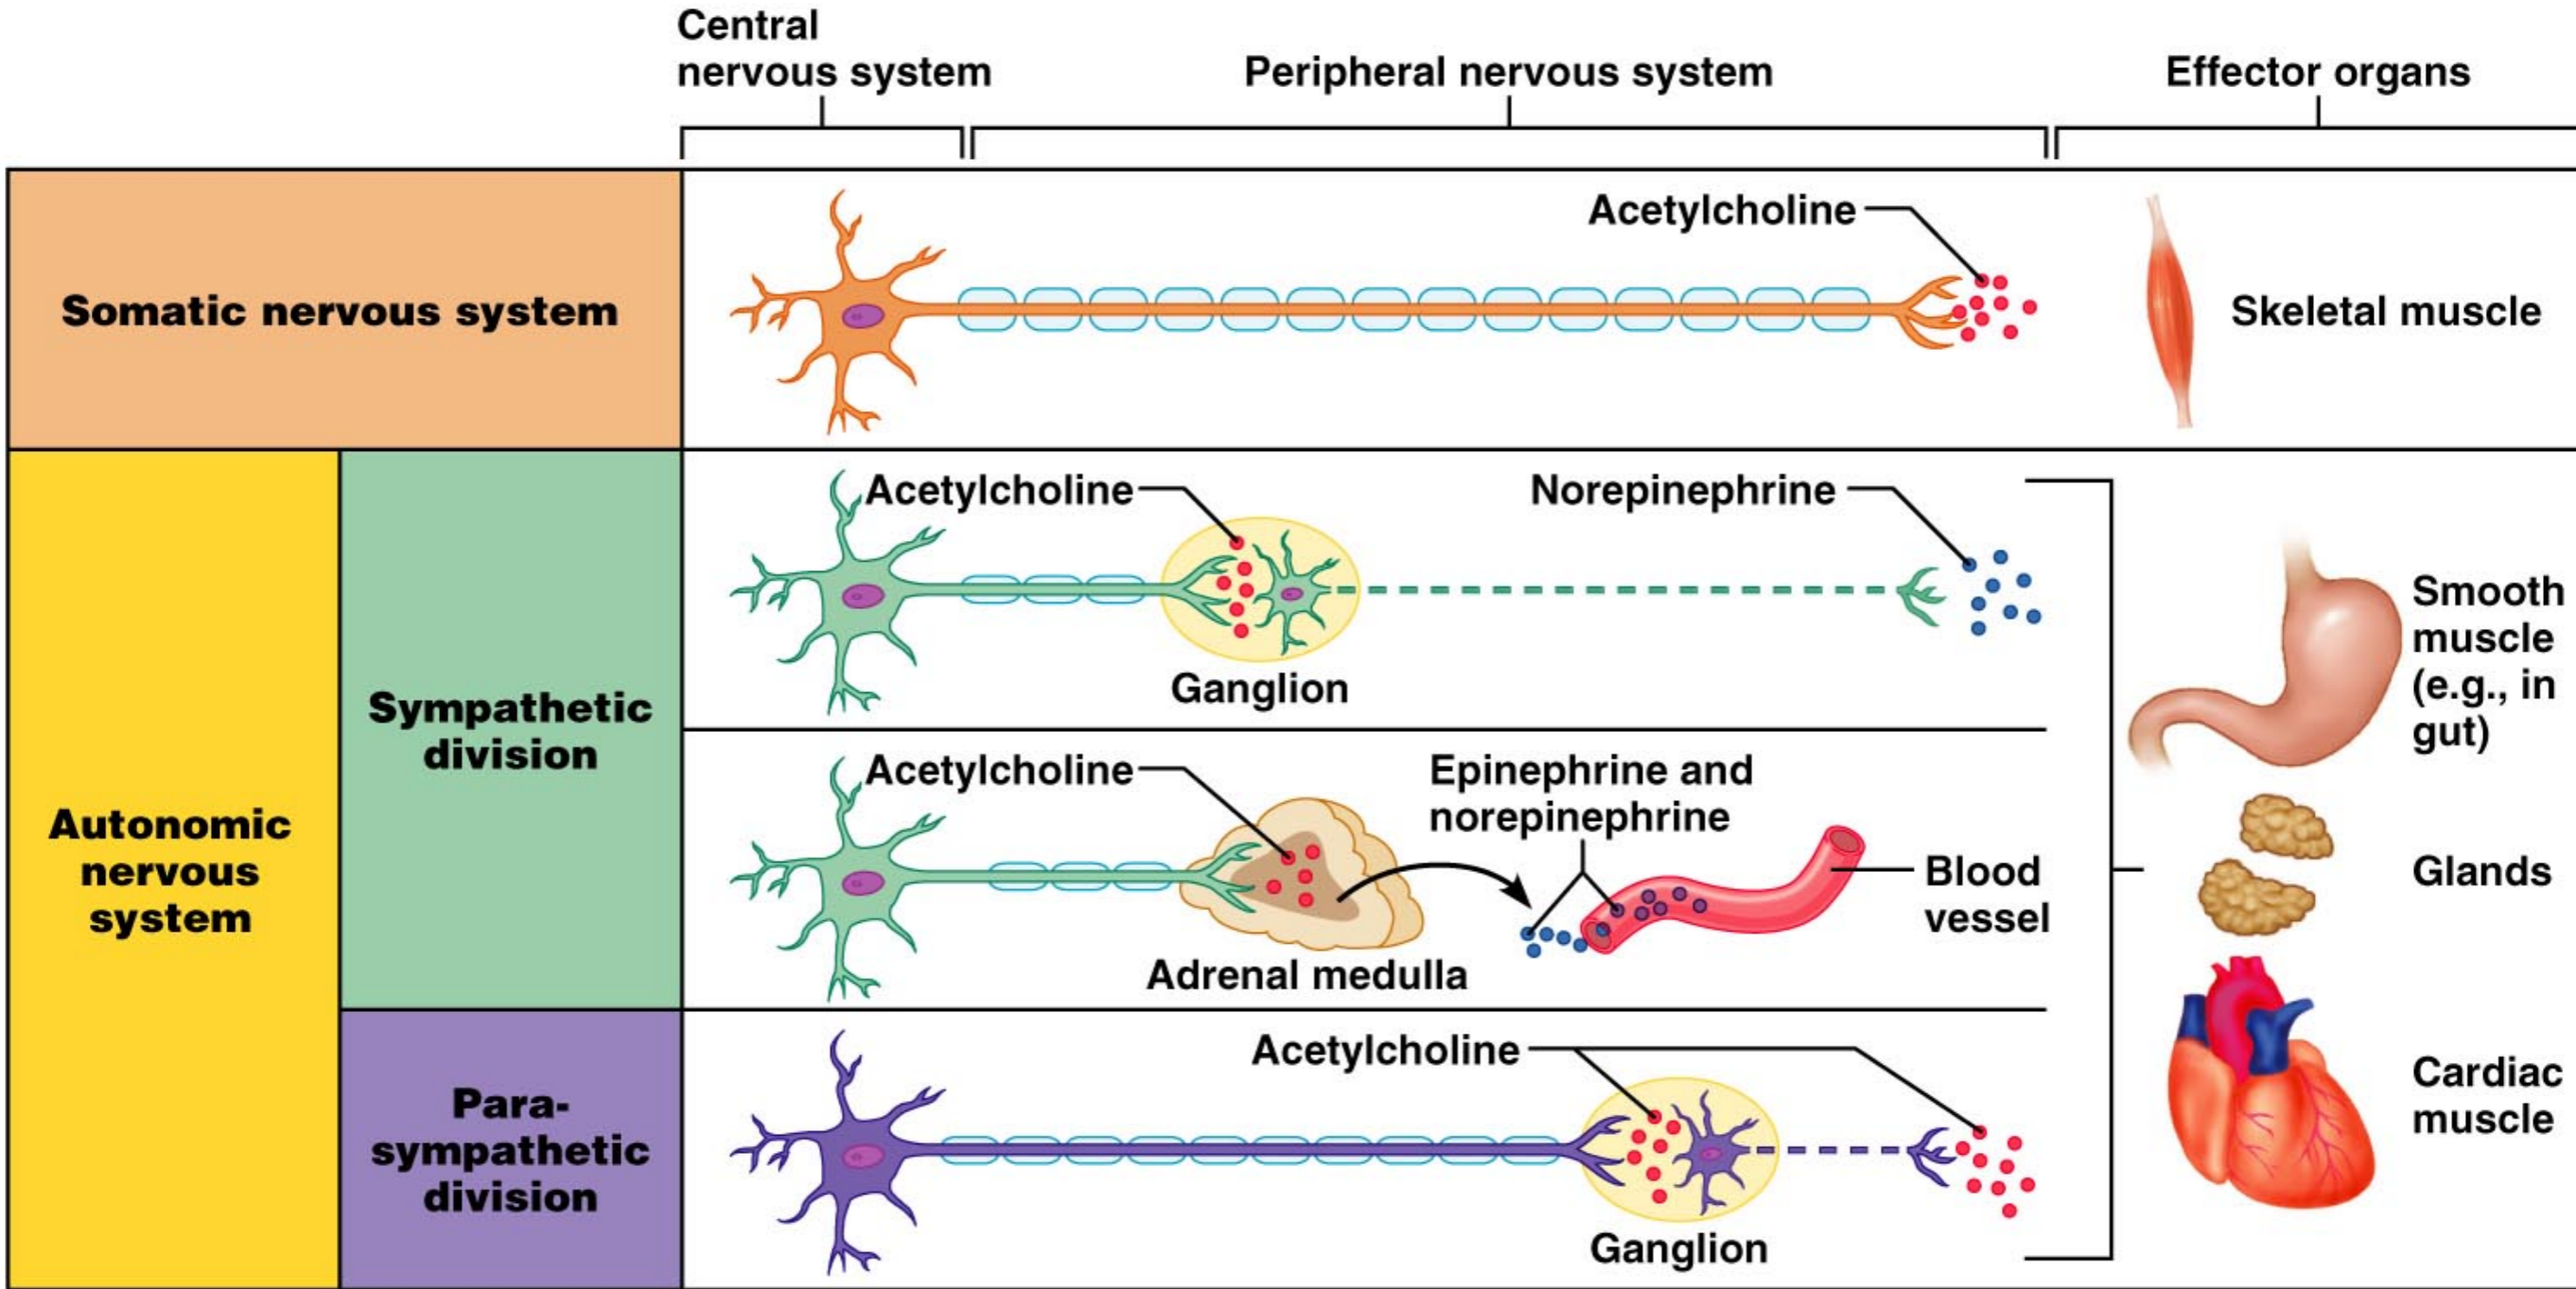 Central
nervous system
Peripheral nervous system
Effector organs
Somatic nervous system
Acetylcholine
Skeletal muscle
Autonomic
nervous
system
Sympathetic
division
Acetylcholine
Norepinephrine
Ganglion
Acetylcholine
Epinephrine and
norepinephrine
Blood
vessel
Adrenal medulla
Para-
sympathetic
division
Acetylcholine
Ganglion
Smooth
muscle
(e.g., in
gut)
Glands
Cardiac
muscle